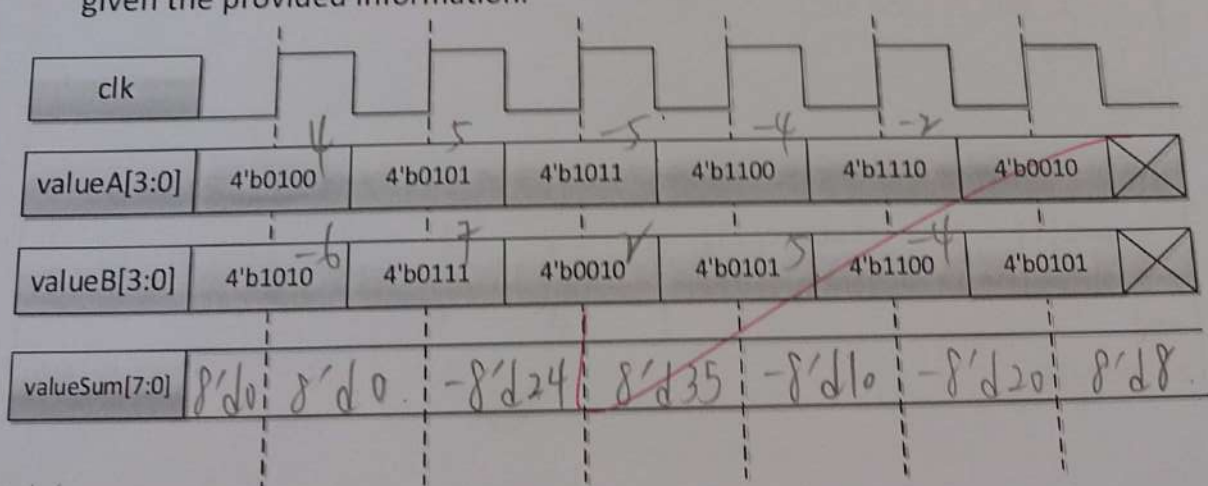 given the provided information.
clk
4 5 -5 -4 -2
valueA[3:0] 4'b0100 4'b0101 4'b1011 4'b1100 4'b1110 4'b0010
-6 7 2 5 -4
valueB[3:0] 4'b1010 4'b0111 4'b0010 4'b0101 4'b1100 4'b0101
valueSum[7:0] 8'd0 8'd0. -8'd24 8'd35 -8'd10 -8'd20 8'd8.